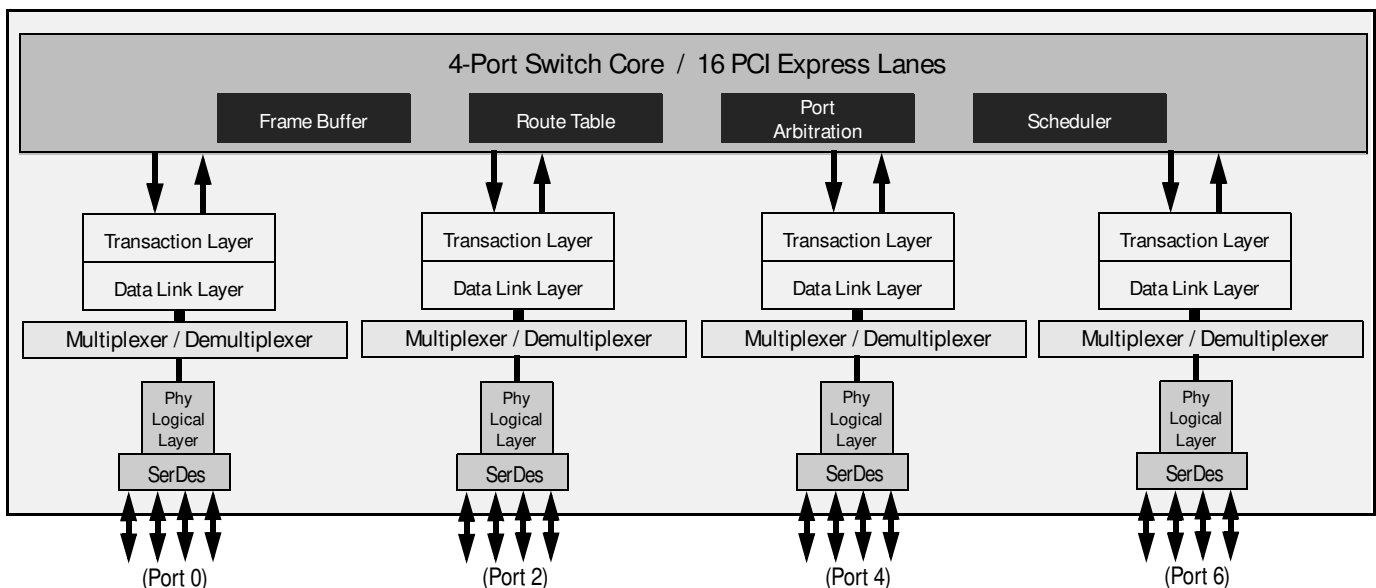 4-Port Switch Core / 16 PCI Express Lanes
Frame Buffer
Route Table
Port
Arbitration
Scheduler
Transaction Layer
Data Link Layer
Multiplexer / Demultiplexer
Phy
Logical
Layer
SerDes
(Port 0)
Transaction Layer
Data Link Layer
Multiplexer / Demultiplexer
Phy
Logical
Layer
SerDes
(Port 2)
Transaction Layer
Data Link Layer
Multiplexer / Demultiplexer
Phy
Logical
Layer
SerDes
(Port 4)
Transaction Layer
Data Link Layer
Multiplexer / Demultiplexer
Phy
Logical
Layer
SerDes
(Port 6)